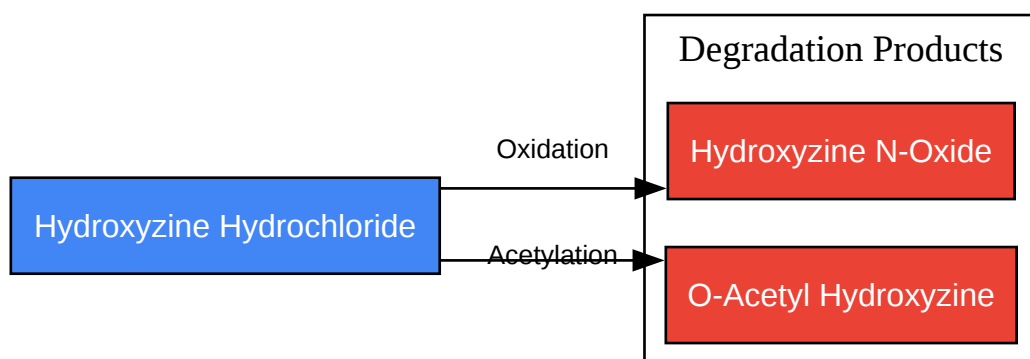 Degradation Products
Oxidation
Hydroxyzine N-Oxide
Hydroxyzine Hydrochloride
Acetylation
O-Acetyl Hydroxyzine